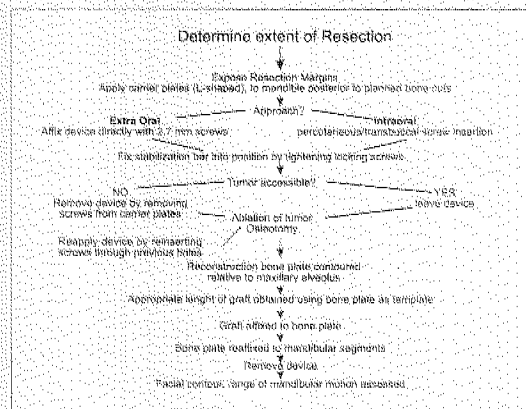 Determine extent of Resection
Expose Resection Margins
Apply carrier plates (L-shaped), to mandible posterior to planned bone cuts
Approach?
Extra Oral
Affix device directly with 2.7 mm screws
Intraoral
percutaneous/transbuccal screw insertion
Fix stabilization bar into position by tightening locking screws
Tumor accessible?
NO
Remove device by removing
screws from carrier plates
YES
leave device
Ablation of tumor
Osteotomy
Reapply device by reinserting
screws through previous holes
Reconstruction bone plate contoured
relative to maxillary alveolus
Appropriate lenght of graft obtained using bone plate as template
Graft affixed to bone plate
Bone plate reaffixed to mandibular segments
Remove device
Facial contour, range of mandibular motion assessed